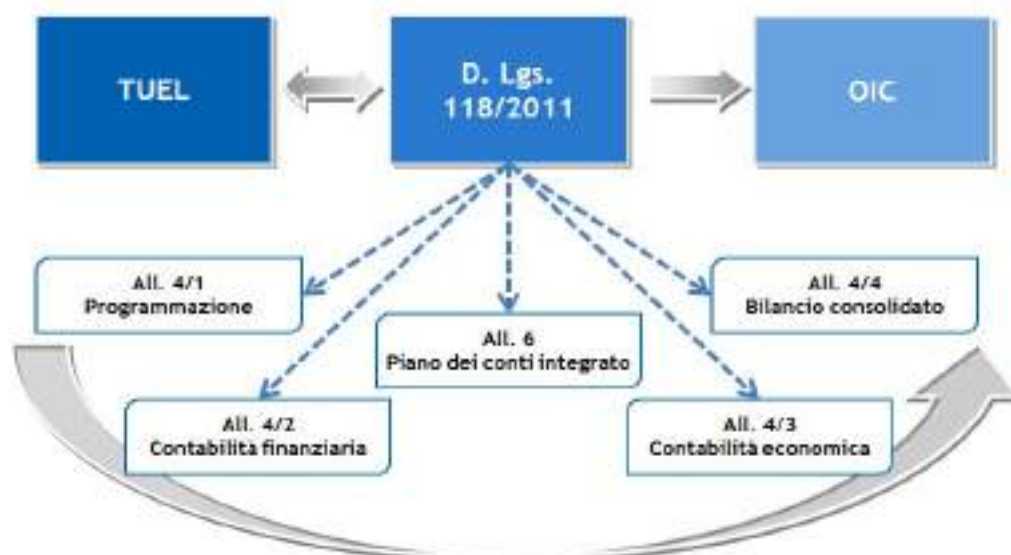 TUEL
D. Lgs.
118/2011
OIC
All. 4/1
Programmazione
All. 4/4
Bilancio consolidato
All. 6
Piano dei conti integrato
All. 4/2
Contabilità finanziaria
All. 4/3
Contabilità economica